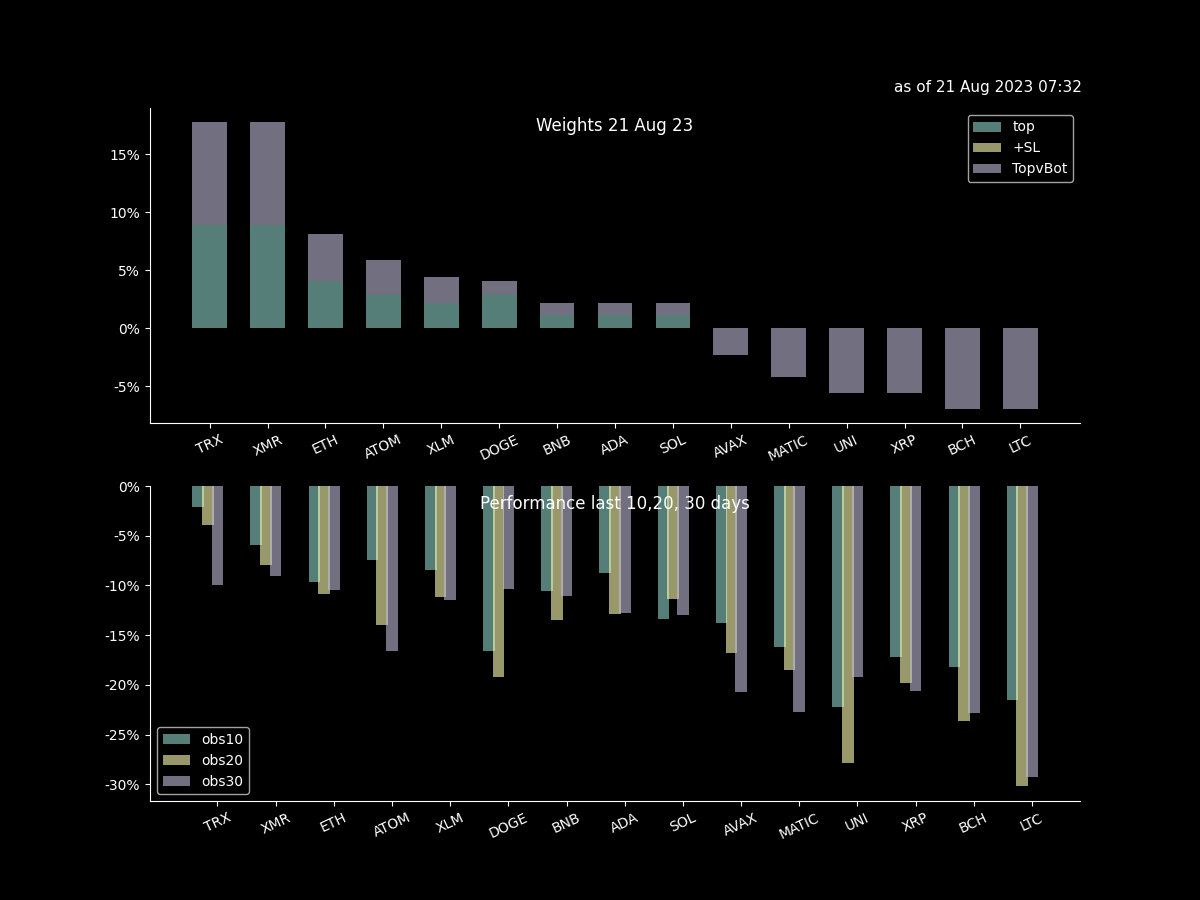 as of 21 Aug 2023 07:32
Weights 21 Aug 23
top
+SL
TopvBot
15%
10%
5%
0%
-5%
TRX XMR ETH ATOM XLM DOGE BNB ADA SOL AVAX MATIC UNI XRP BCH LTC
Performance last 10,20, 30 days
0%
-5%
-10%
-15%
-20%
-25%
-30%
obs10
obs20
obs30
TRX XMR ETH ATOM XLM DOGE BNB ADA SOL AVAX MATIC UNI XRP BCH LTC